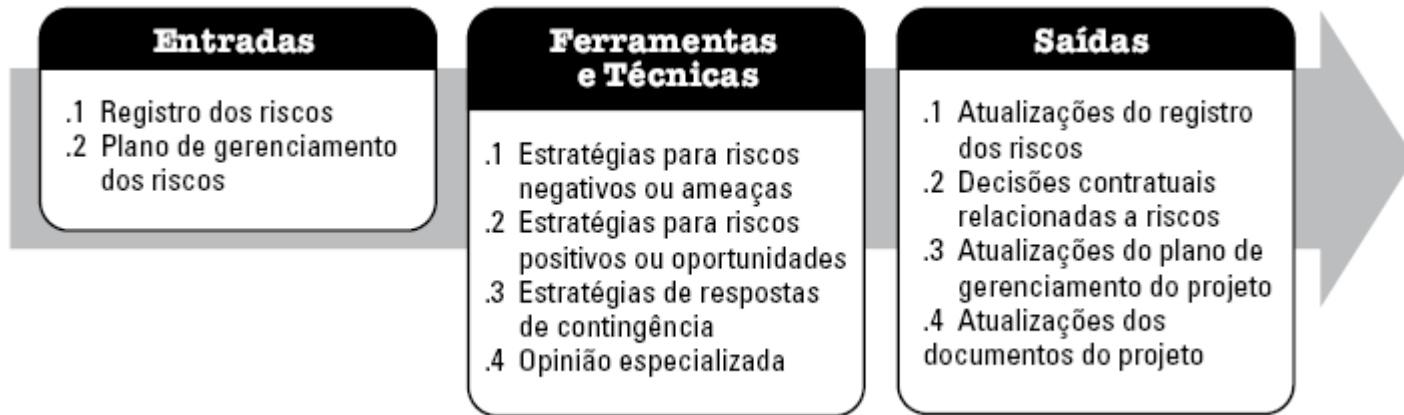 Entradas
.1 Registro dos riscos
.2 Plano de gerenciamento
dos riscos
Ferramentas
e Técnicas
.1 Estratégias para riscos
negativos ou ameaças
.2 Estratégias para riscos
positivos ou oportunidades
.3 Estratégias de respostas
de contingência
.4 Opinião especializada
Saídas
.1 Atualizações do registro
dos riscos
.2 Decisões contratuais
relacionadas a riscos
.3 Atualizações do plano de
gerenciamento do projeto
.4 Atualizações dos
documentos do projeto